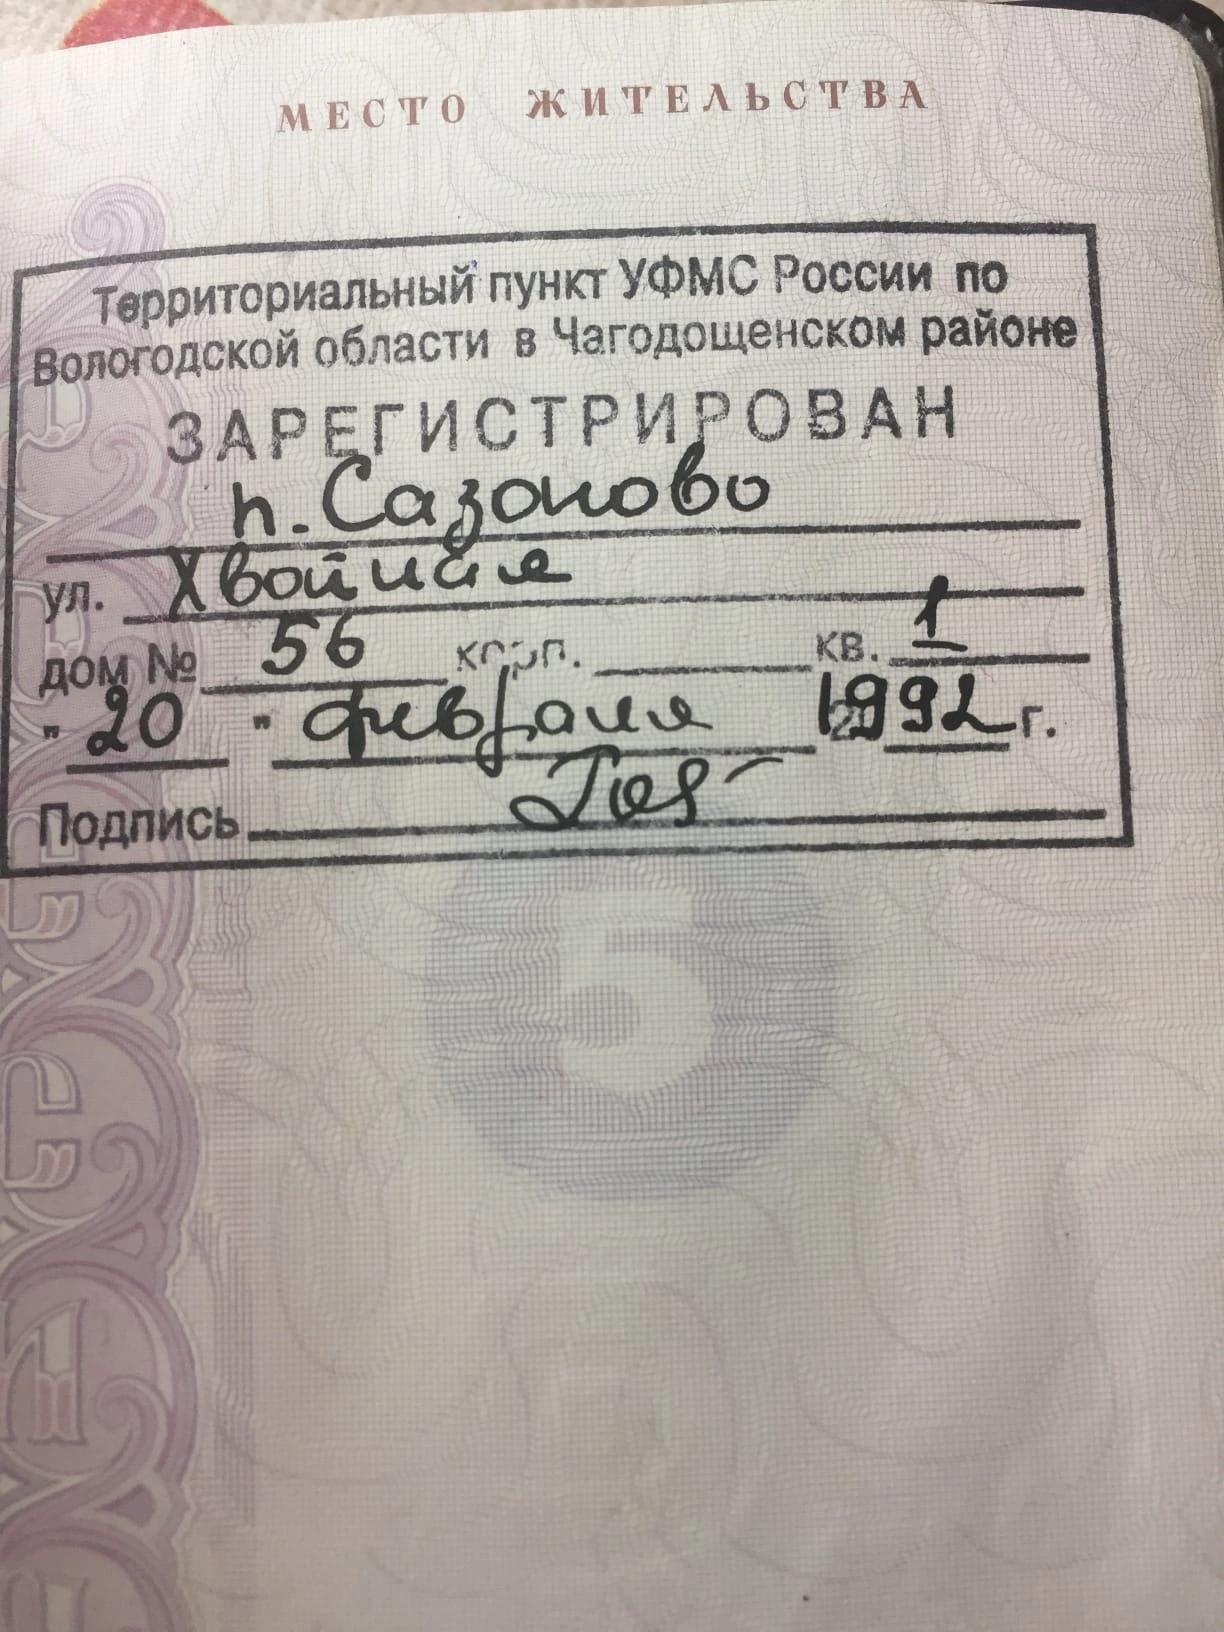 МЕСТО ЖИТЕЛЬСТВА
Территориальный пункт УФМС России по
Вологодской области в Чагодощенском районе
ЗАРЕГИСТРИРОВАН
п. Сазоново
ул. Хвойная
дом № 56 корп. кв. 1
" 20 " февраля 1992 г.
Подпись
5